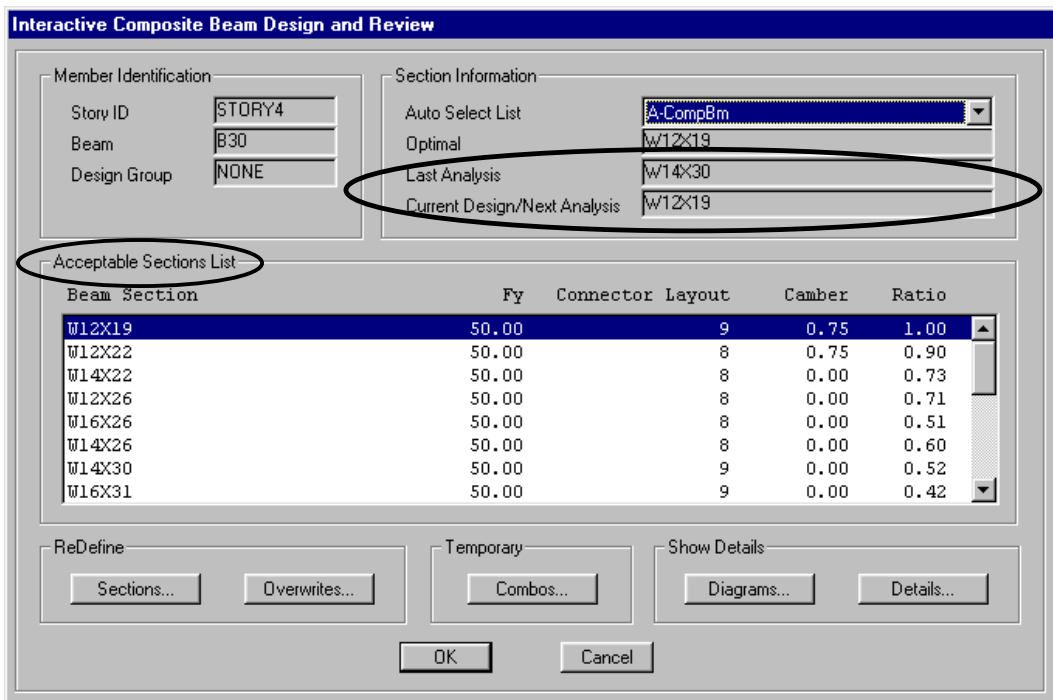 Interactive Composite Beam Design and Review
Member Identification
Story ID STORY4
Beam B30
Design Group NONE
Section Information
Auto Select List A-CompBm
Optimal W12X19
Last Analysis W14X30
Current Design/Next Analysis W12X19
Acceptable Sections List
Beam Section Fy Connector Layout Camber Ratio
W12X19 50.00 9 0.75 1.00
W12X22 50.00 8 0.75 0.90
W14X22 50.00 8 0.00 0.73
W12X26 50.00 8 0.00 0.71
W16X26 50.00 8 0.00 0.51
W14X26 50.00 8 0.00 0.60
W14X30 50.00 9 0.00 0.52
W16X31 50.00 9 0.00 0.42
ReDefine
Sections... Overwrites...
Temporary
Combos...
Show Details
Diagrams... Details...
OK Cancel